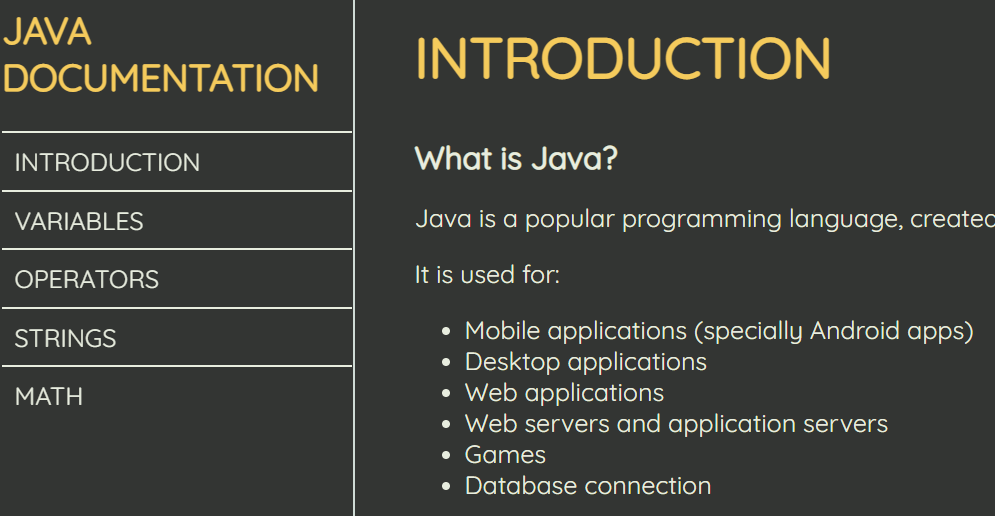 JAVA
DOCUMENTATION
INTRODUCTION
VARIABLES
OPERATORS
STRINGS
MATH
INTRODUCTION
What is Java?
Java is a popular programming language, created
It is used for:
Mobile applications (specially Android apps)
Desktop applications
Web applications
Web servers and application servers
Games
Database connection